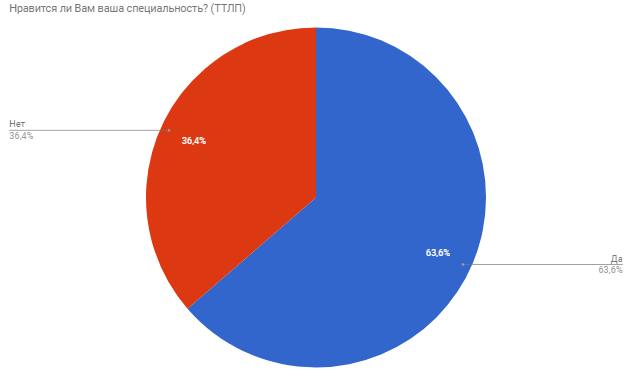 Нравится ли Вам ваша специальность? (ТТЛП)
Нет
36,4%
36,4%
63,6%
Да
63,6%